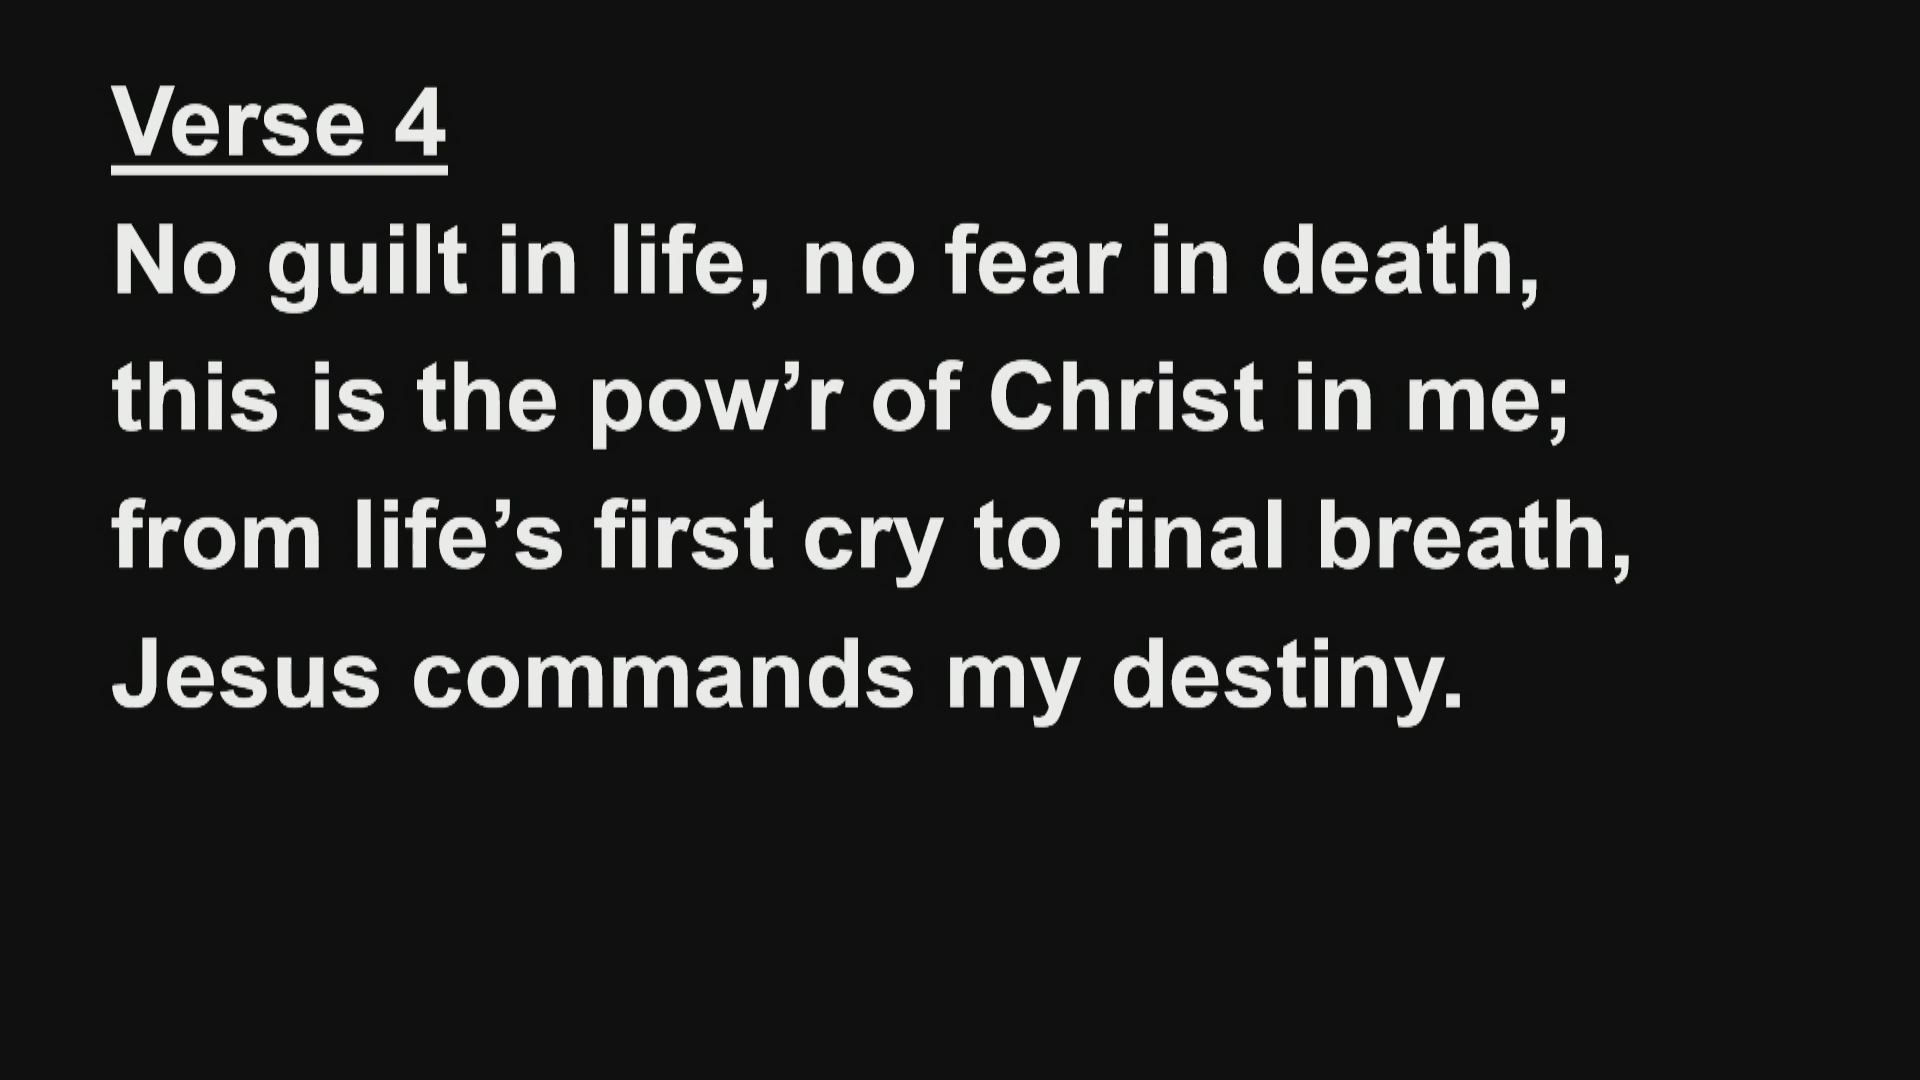 Verse 4
No guilt in life, no fear in death,
this is the pow’r of Christ in me;
from life’s first cry to final breath,
Jesus commands my destiny.